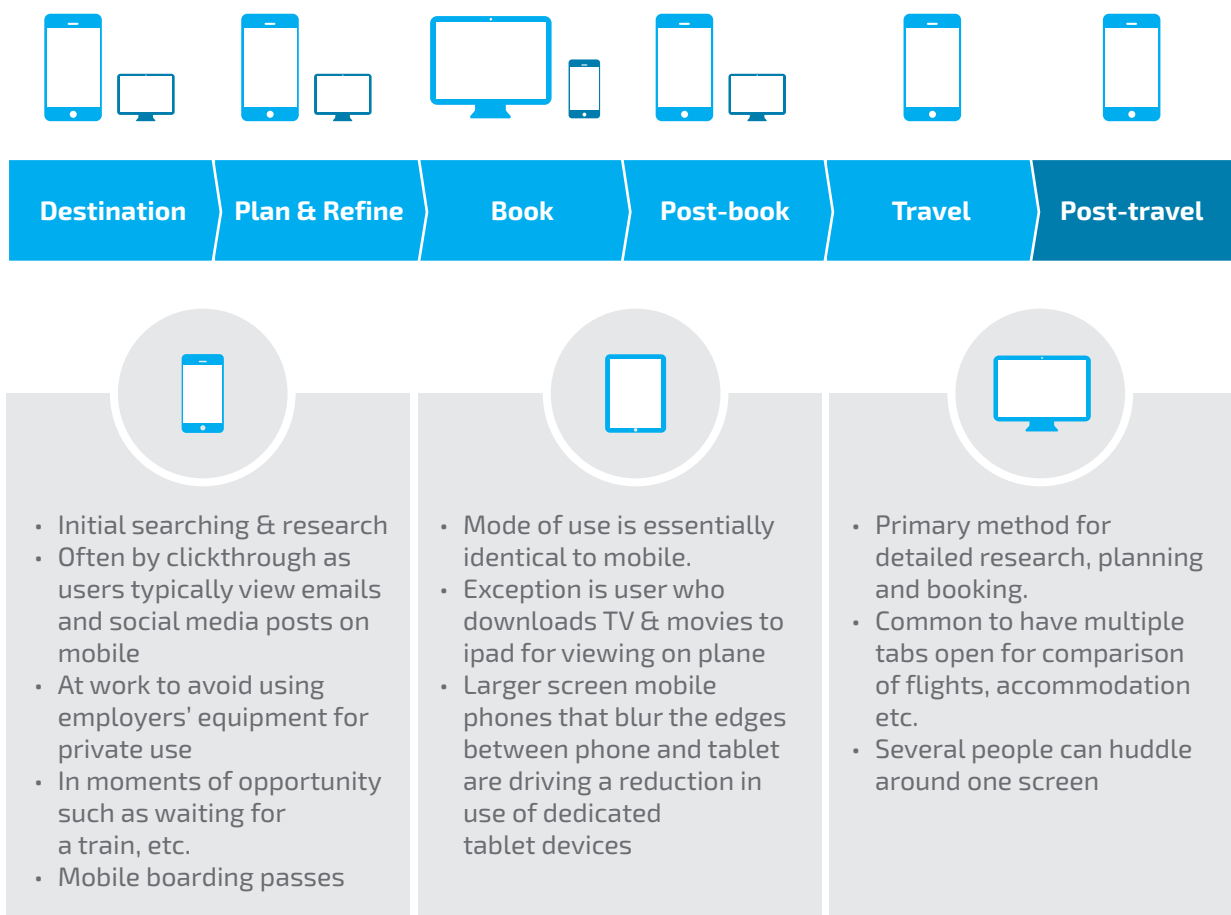 Destination
Plan & Refine
Book
Post-book
Travel
Post-travel
• Initial searching & research
• Often by clickthrough as
users typically view emails
and social media posts on
mobile
• At work to avoid using
employers’ equipment for
private use
• In moments of opportunity
such as waiting for
a train, etc.
• Mobile boarding passes
• Mode of use is essentially
identical to mobile.
• Exception is user who
downloads TV & movies to
ipad for viewing on plane
• Larger screen mobile
phones that blur the edges
between phone and tablet
are driving a reduction in
use of dedicated
tablet devices
• Primary method for
detailed research, planning
and booking.
• Common to have multiple
tabs open for comparison
of flights, accommodation
etc.
• Several people can huddle
around one screen